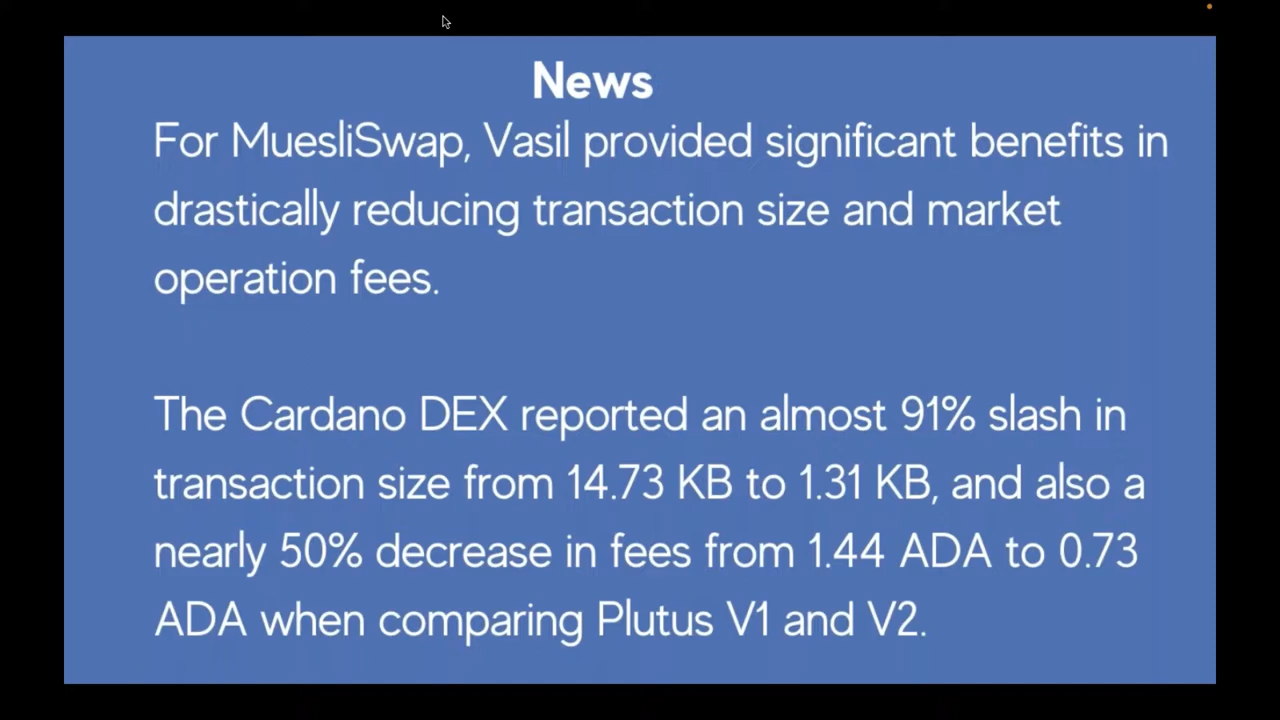 News
For MuesliSwap, Vasil provided significant benefits in
drastically reducing transaction size and market
operation fees.
The Cardano DEX reported an almost 91% slash in
transaction size from 14.73 KB to 1.31 KB, and also a
nearly 50% decrease in fees from 1.44 ADA to 0.73
ADA when comparing Plutus V1 and V2.